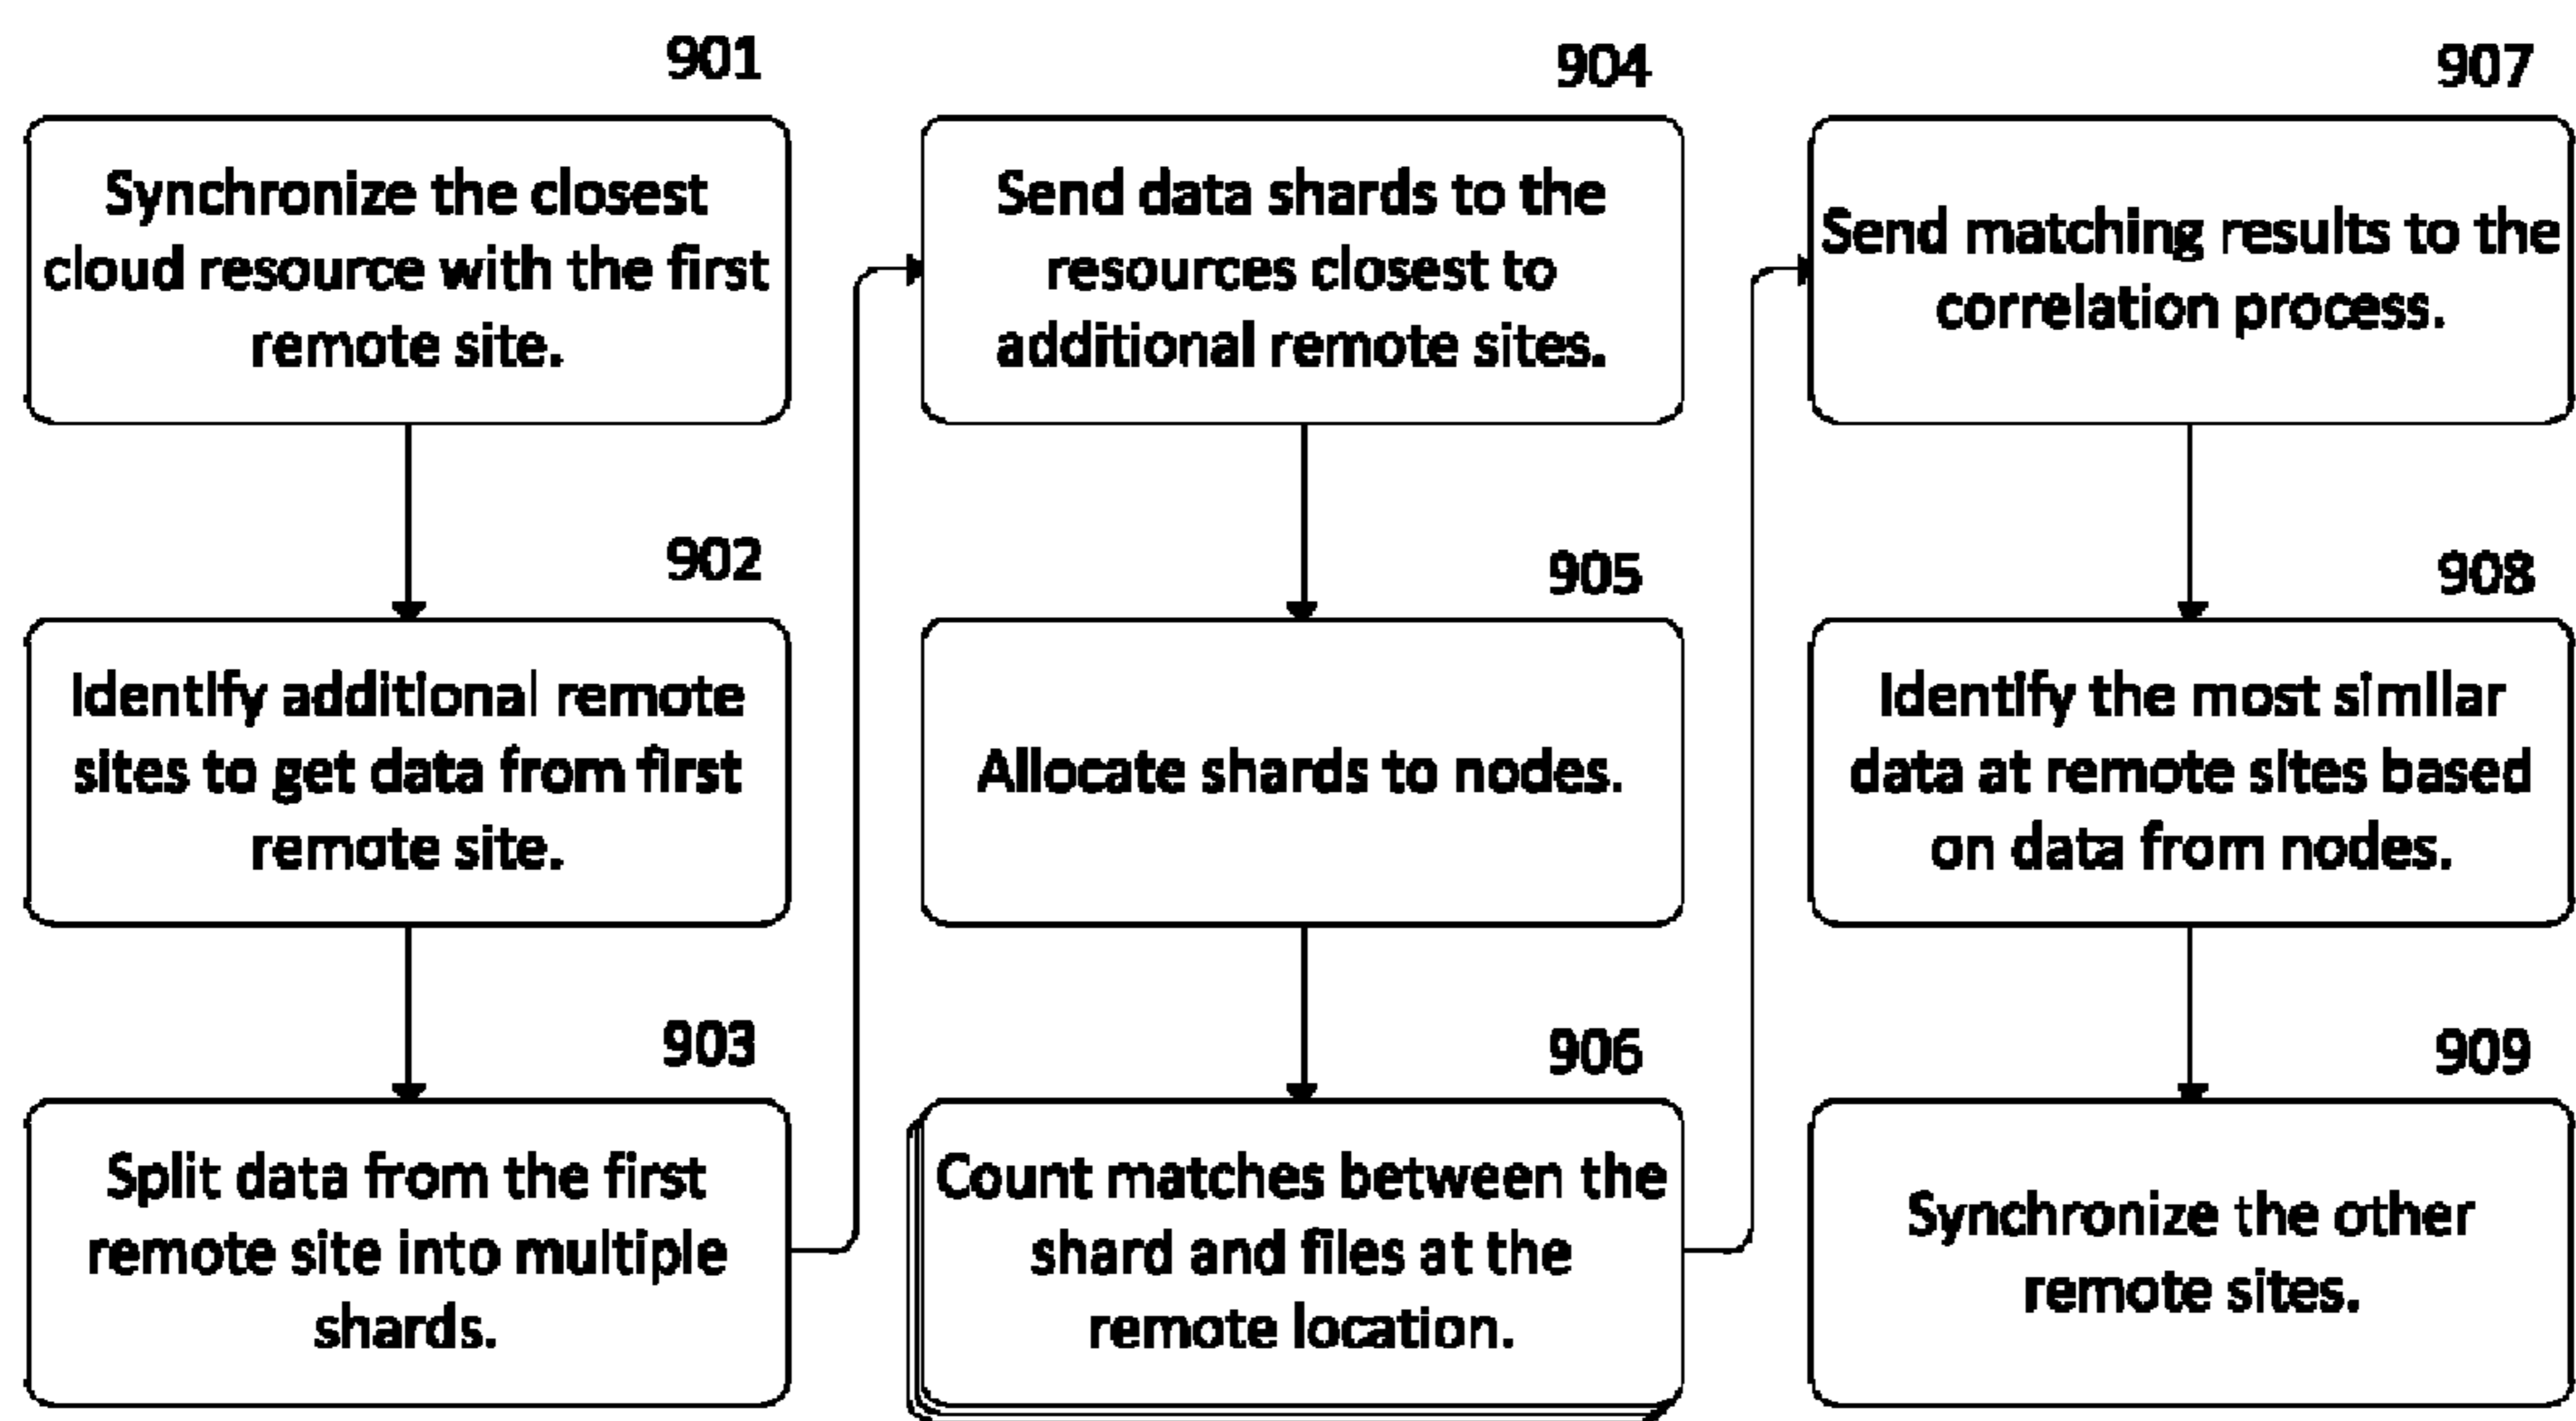 901
Synchronize the closest
cloud resource with the first
remote site.
902
Identify additional remote
sites to get data from first
remote site.
903
Split data from the first
remote site into multiple
shards.
904
Send data shards to the
resources closest to
additional remote sites.
905
Allocate shards to nodes.
906
Count matches between the
shard and files at the
remote location.
907
Send matching results to the
correlation process.
908
Identify the most similar
data at remote sites based
on data from nodes.
909
Synchronize the other
remote sites.